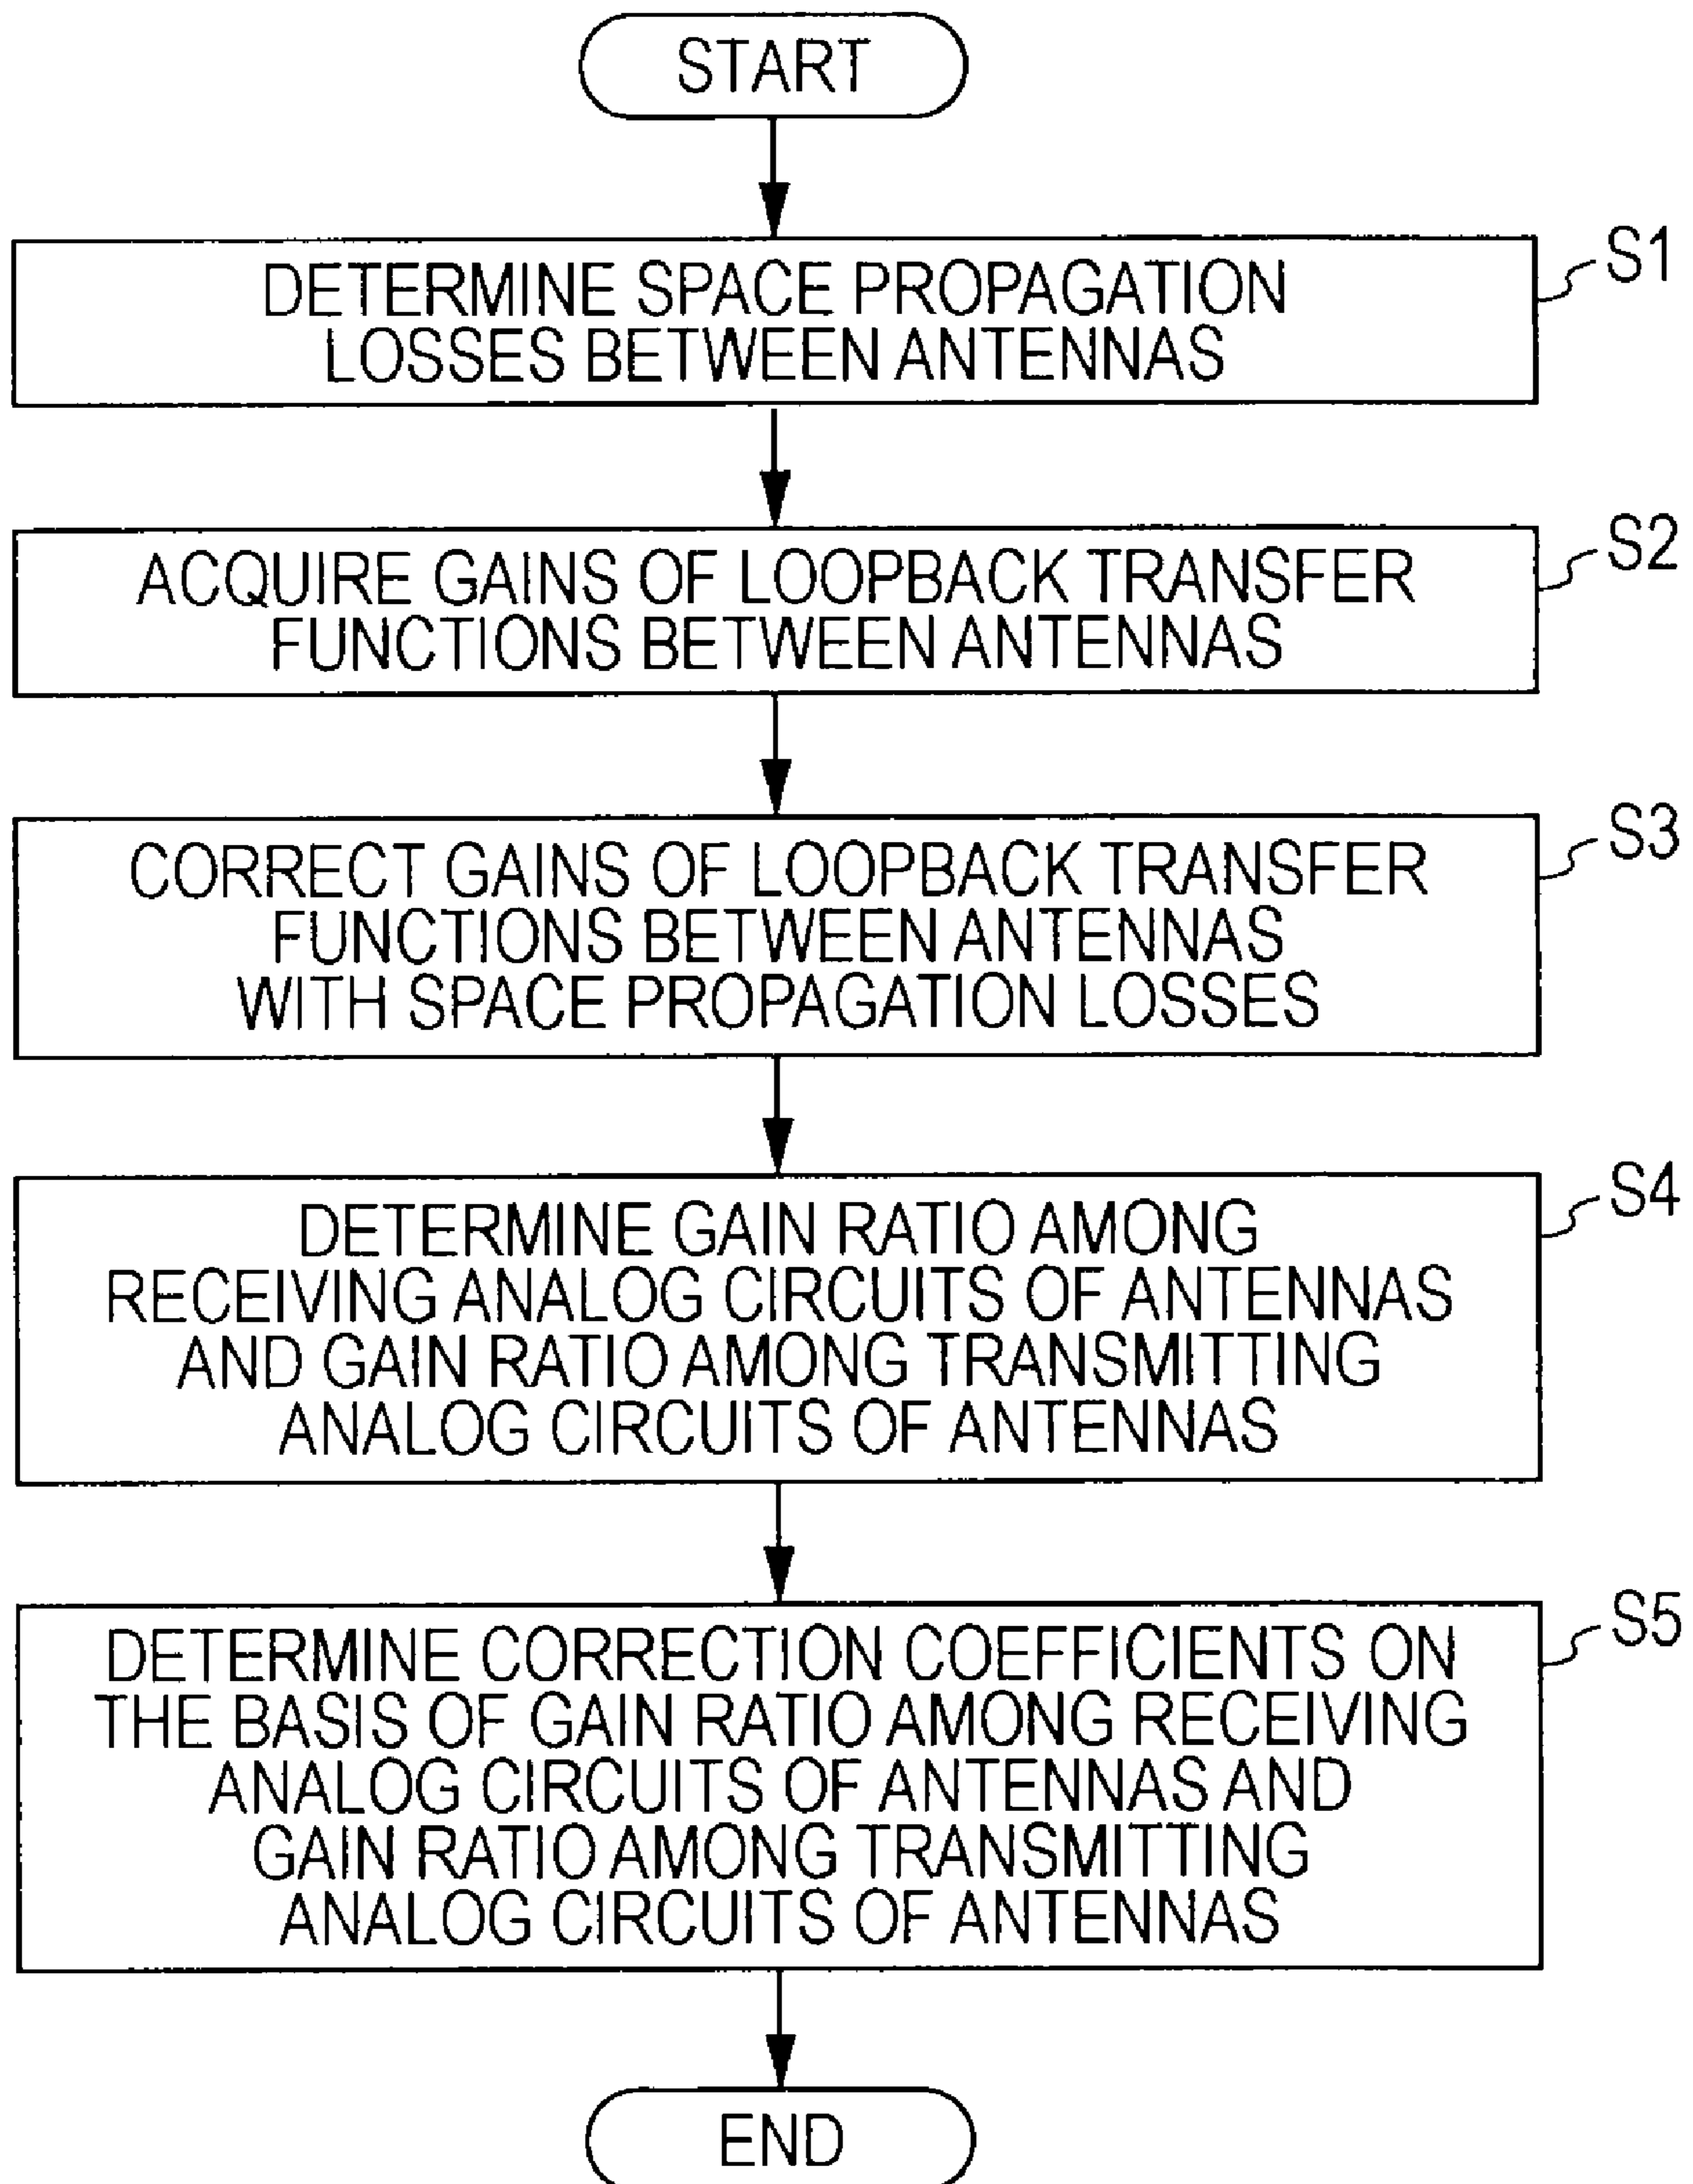 START
DETERMINE SPACE PROPAGATION
LOSSES BETWEEN ANTENNAS
S1
ACQUIRE GAINS OF LOOPBACK TRANSFER
FUNCTIONS BETWEEN ANTENNAS
S2
CORRECT GAINS OF LOOPBACK TRANSFER
FUNCTIONS BETWEEN ANTENNAS
WITH SPACE PROPAGATION LOSSES
S3
DETERMINE GAIN RATIO AMONG
RECEIVING ANALOG CIRCUITS OF ANTENNAS
AND GAIN RATIO AMONG TRANSMITTING
ANALOG CIRCUITS OF ANTENNAS
S4
DETERMINE CORRECTION COEFFICIENTS ON
THE BASIS OF GAIN RATIO AMONG RECEIVING
ANALOG CIRCUITS OF ANTENNAS AND
GAIN RATIO AMONG TRANSMITTING
ANALOG CIRCUITS OF ANTENNAS
S5
END